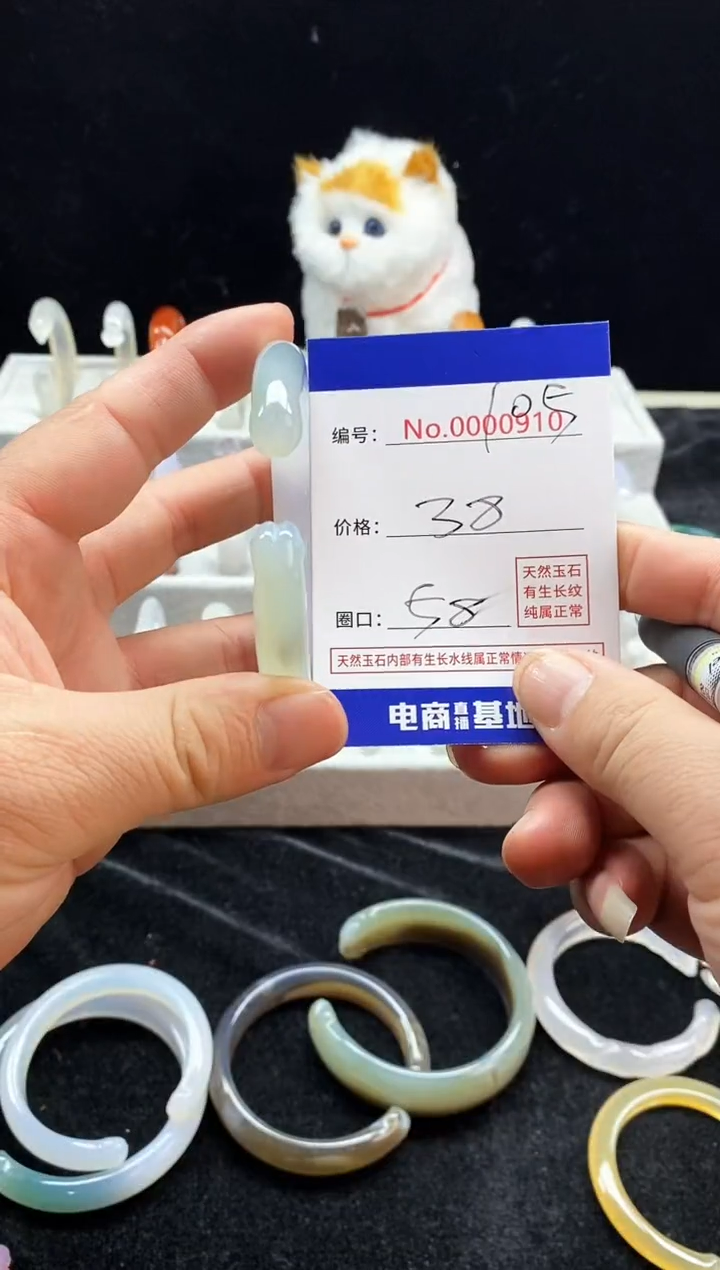 编号: No.0000910 105
价格: 38
圈口: 58
天然玉石
有生长纹
纯属正常
天然玉石内部有生长水线属正常情
电商直播基地